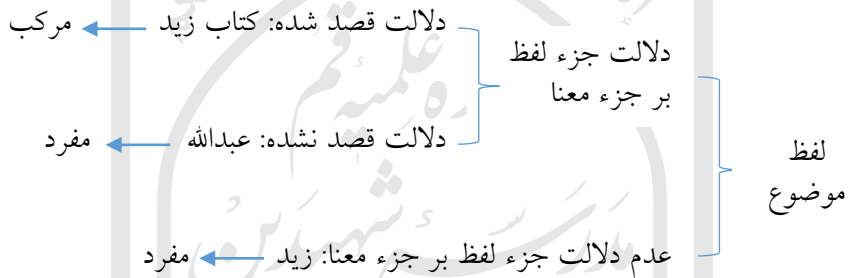 دلالت قصد شده: کتاب زید ← مرکب
دلالت جزء لفظ
بر جزء معنا
دلالت قصد نشده: عبدالله ← مفرد
لفظ
موضوع
عدم دلالت جزء لفظ بر جزء معنا: زید ← مفرد